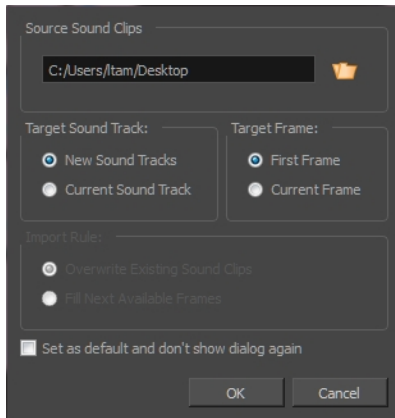 Source Sound Clips
C:/Users/ltam/Desktop
Target Sound Track:
New Sound Tracks
Current Sound Track
Target Frame:
First Frame
Current Frame
Import Rule:
Overwrite Existing Sound Clips
Fill Next Available Frames
Set as default and don't show dialog again
OK Cancel